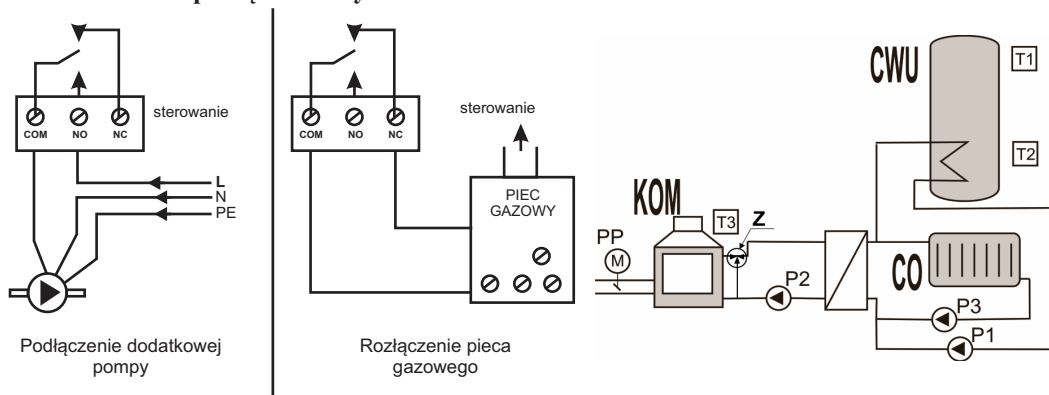 COM NO NC
sterowanie
L
N
PE
Podłączenie dodatkowej
pompy
COM NO NC
sterowanie
PIEC
GAZOWY
Rozłączenie pieca
gazowego
CWU
T1
T2
KOM
T3
Z
PP
M
P2
CO
P3
P1